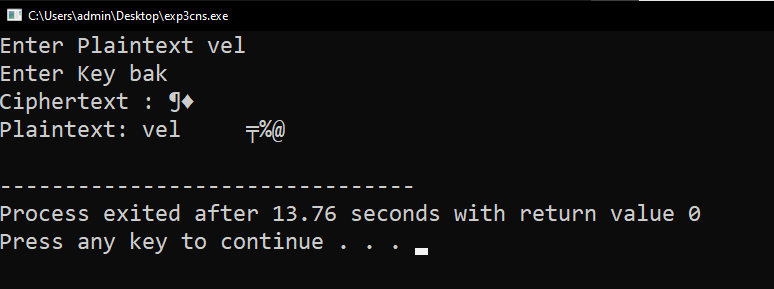 C:\Users\admin\Desktop\exp3cns.exe
Enter Plaintext vel
Enter Key bak
Ciphertext : ¶♦
Plaintext: vel     ╤%@
--------------------------------
Process exited after 13.76 seconds with return value 0
Press any key to continue . . .